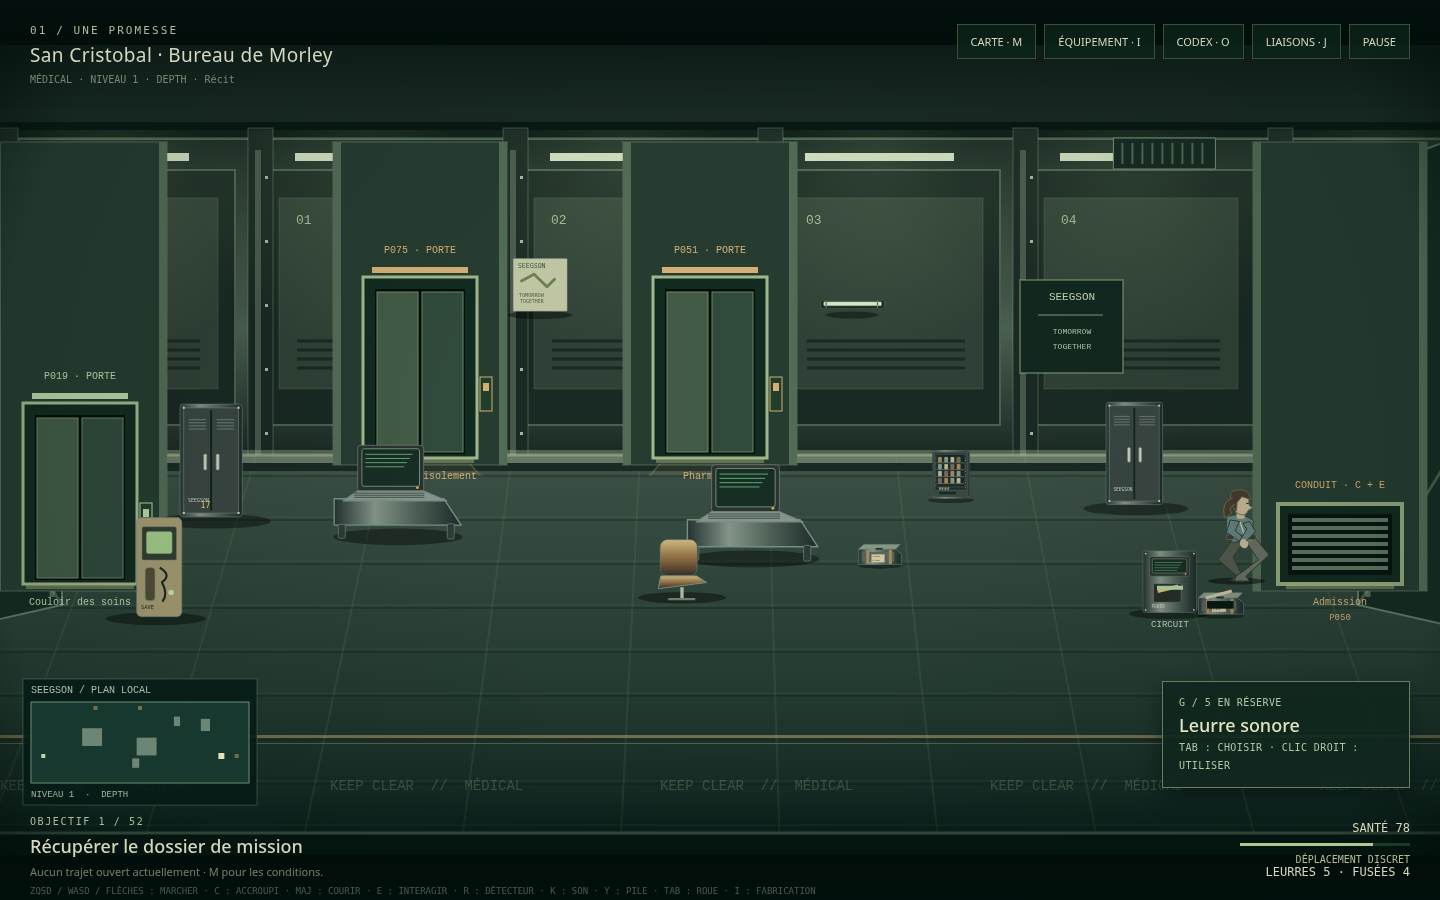 01 / UNE PROMESSE
San Cristobal · Bureau de Morley
MÉDICAL · NIVEAU 1 · DEPTH · Récit
CARTE · M
ÉQUIPEMENT · I
CODEX · O
LIAISONS · J
PAUSE
01
02
03
04
P075 · PORTE
P051 · PORTE
SEEGSON
TOMORROW
TOGETHER
SEEGSON
TOMORROW
TOGETHER
P019 · PORTE
isolement
Pharm
SEEGSON
17
SEEGSON
CONDUIT · C + E
Couloir des soins
SAVE
Admission
P050
CIRCUIT
SEEGSON / PLAN LOCAL
NIVEAU 1 · DEPTH
G / 5 EN RÉSERVE
Leurre sonore
TAB : CHOISIR · CLIC DROIT :
UTILISER
KEEP CLEAR // MÉDICAL
KEEP CLEAR // MÉDICAL
KEEP CLEAR // MÉDIC
OBJECTIF 1 / 52
Récupérer le dossier de mission
Aucun trajet ouvert actuellement · M pour les conditions.
ZQSD / WASD / FLÈCHES : MARCHER · C : ACCROUPI · MAJ : COURIR · E : INTERAGIR · R : DÉTECTEUR · K : SON · Y : PILE · TAB : ROUE · I : FABRICATION
SANTÉ 78
DÉPLACEMENT DISCRET
LEURRES 5 · FUSÉES 4